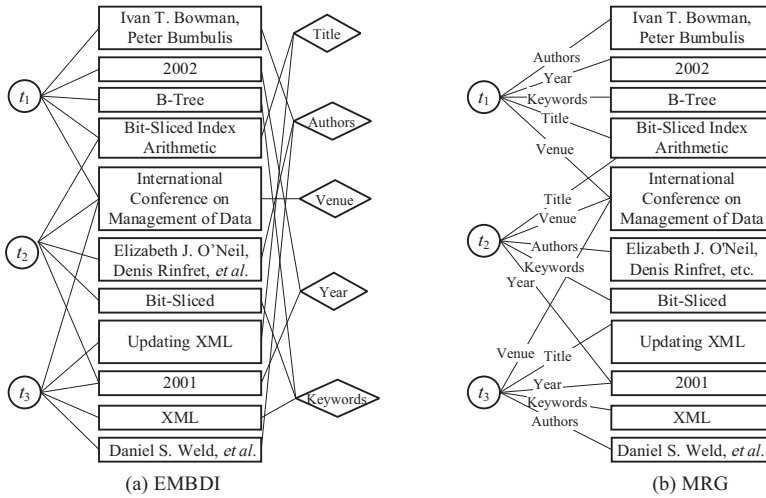 Ivan T. Bowman,
Peter Bumbulis
2002
B-Tree
Bit-Sliced Index
Arithmetic
International
Conference on
Management of Data
Elizabeth J. O’Neil,
Denis Rinfret, et al.
Bit-Sliced
Updating XML
2001
XML
Daniel S. Weld, et al.
t1
t2
t3
Title
Authors
Venue
Year
Keywords
(a) EMBDI
t1
Authors
Year
Keywords
Title
Venue
t2
Title
Venue
Authors
Keywords
Year
t3
Venue
Title
Year
Keywords
Authors
Ivan T. Bowman,
Peter Bumbulis
2002
B-Tree
Bit-Sliced Index
Arithmetic
International
Conference on
Management of Data
Elizabeth J. O'Neil,
Denis Rinfret, etc.
Bit-Sliced
Updating XML
2001
XML
Daniel S. Weld, et al.
(b) MRG